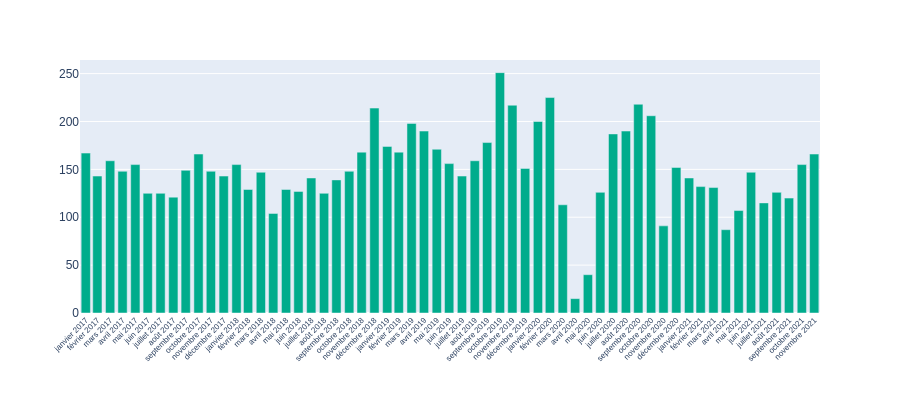 250
200
150
100
50
0
janvier 2017
février 2017
mars 2017
avril 2017
mai 2017
juin 2017
juillet 2017
août 2017
septembre 2017
octobre 2017
novembre 2017
décembre 2017
janvier 2018
février 2018
mars 2018
avril 2018
mai 2018
juin 2018
juillet 2018
août 2018
septembre 2018
octobre 2018
novembre 2018
décembre 2018
janvier 2019
février 2019
mars 2019
avril 2019
mai 2019
juin 2019
juillet 2019
août 2019
septembre 2019
octobre 2019
novembre 2019
décembre 2019
janvier 2020
février 2020
mars 2020
avril 2020
mai 2020
juin 2020
juillet 2020
août 2020
septembre 2020
octobre 2020
novembre 2020
décembre 2020
janvier 2021
février 2021
mars 2021
avril 2021
mai 2021
juin 2021
juillet 2021
août 2021
septembre 2021
octobre 2021
novembre 2021